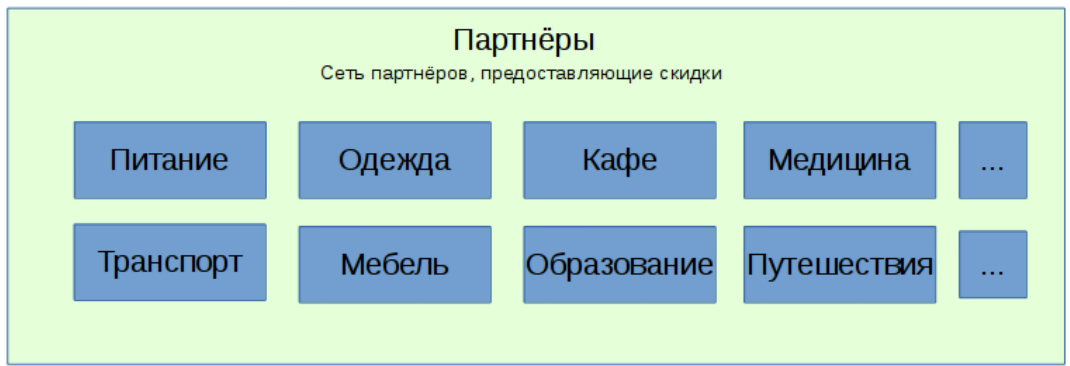 Партнёры
Сеть партнёров, предоставляющие скидки
Питание Одежда Кафе Медицина ...
Транспорт Мебель Образование Путешествия ...